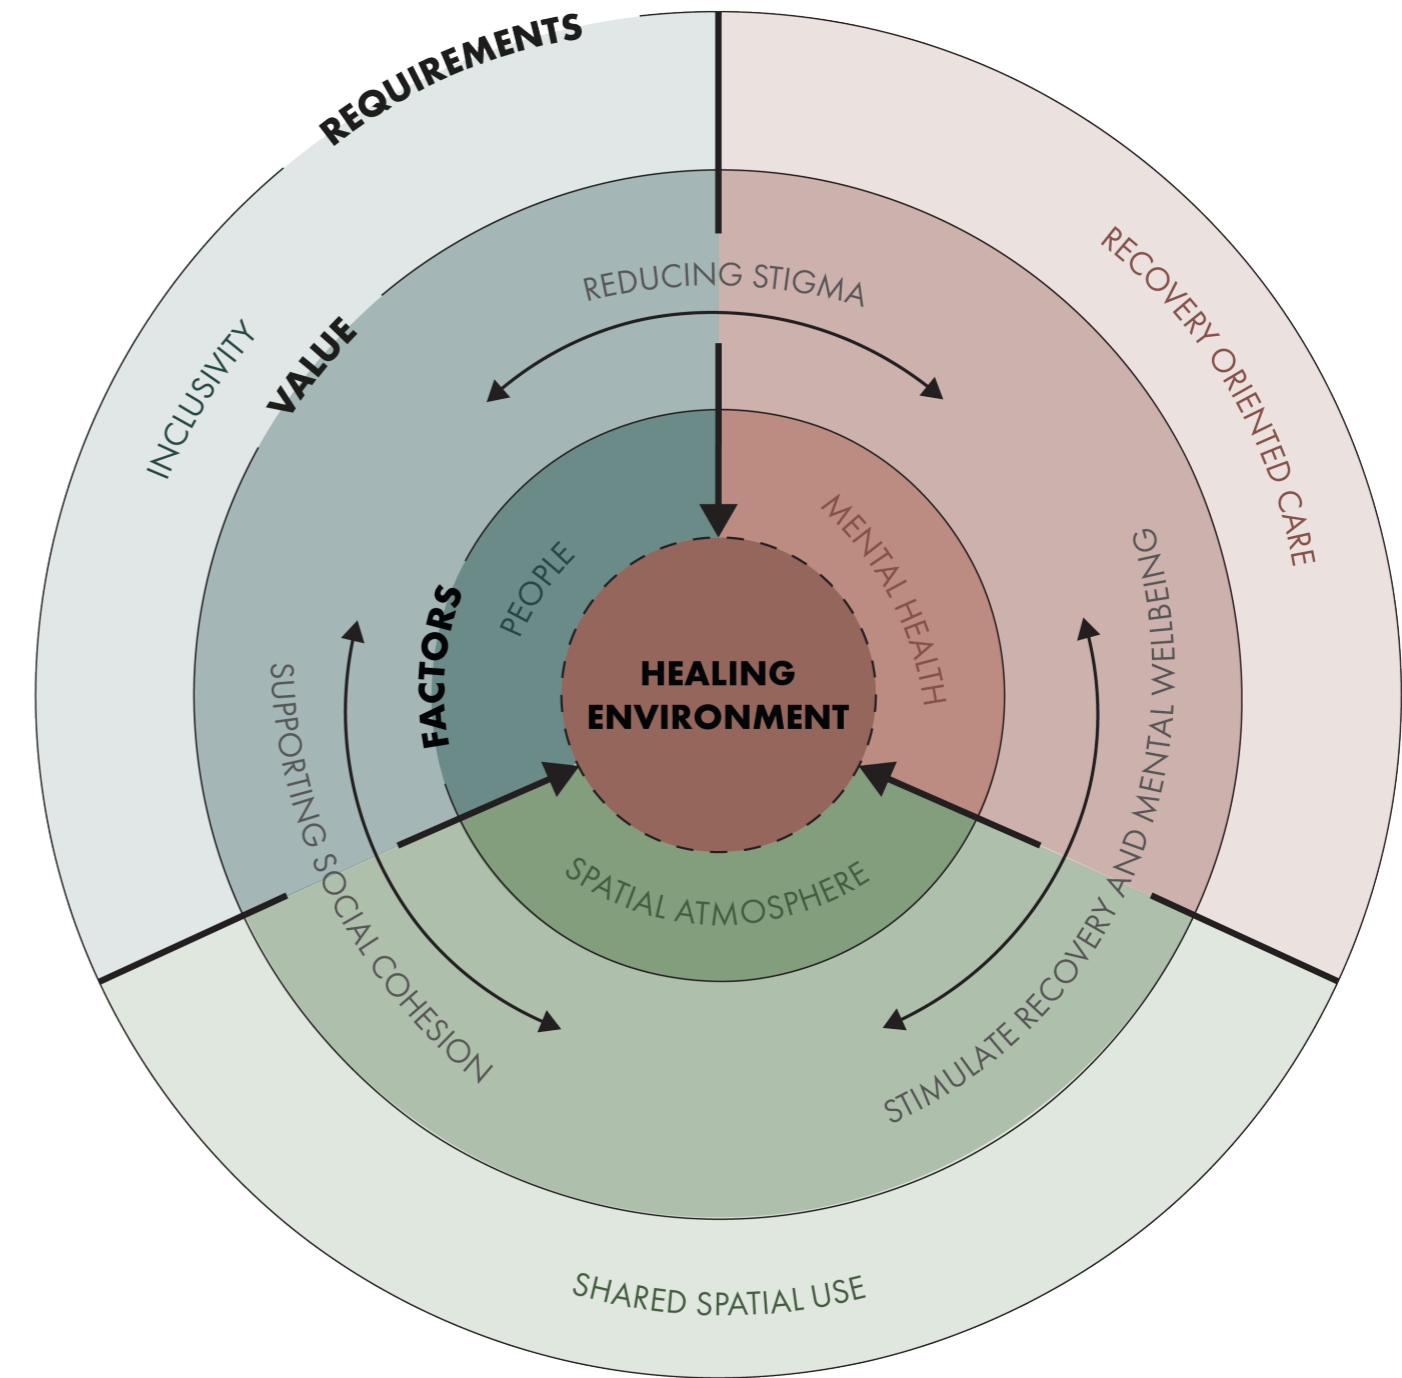 REQUIREMENTS
VALUE
FACTORS
INCLUSIVITY
RECOVERY ORIENTED CARE
REDUCING STIGMA
PEOPLE
MENTAL HEALTH
HEALING
ENVIRONMENT
SUPPORTING SOCIAL COHESION
STIMULATE RECOVERY AND MENTAL WELLBEING
SPATIAL ATMOSPHERE
SHARED SPATIAL USE